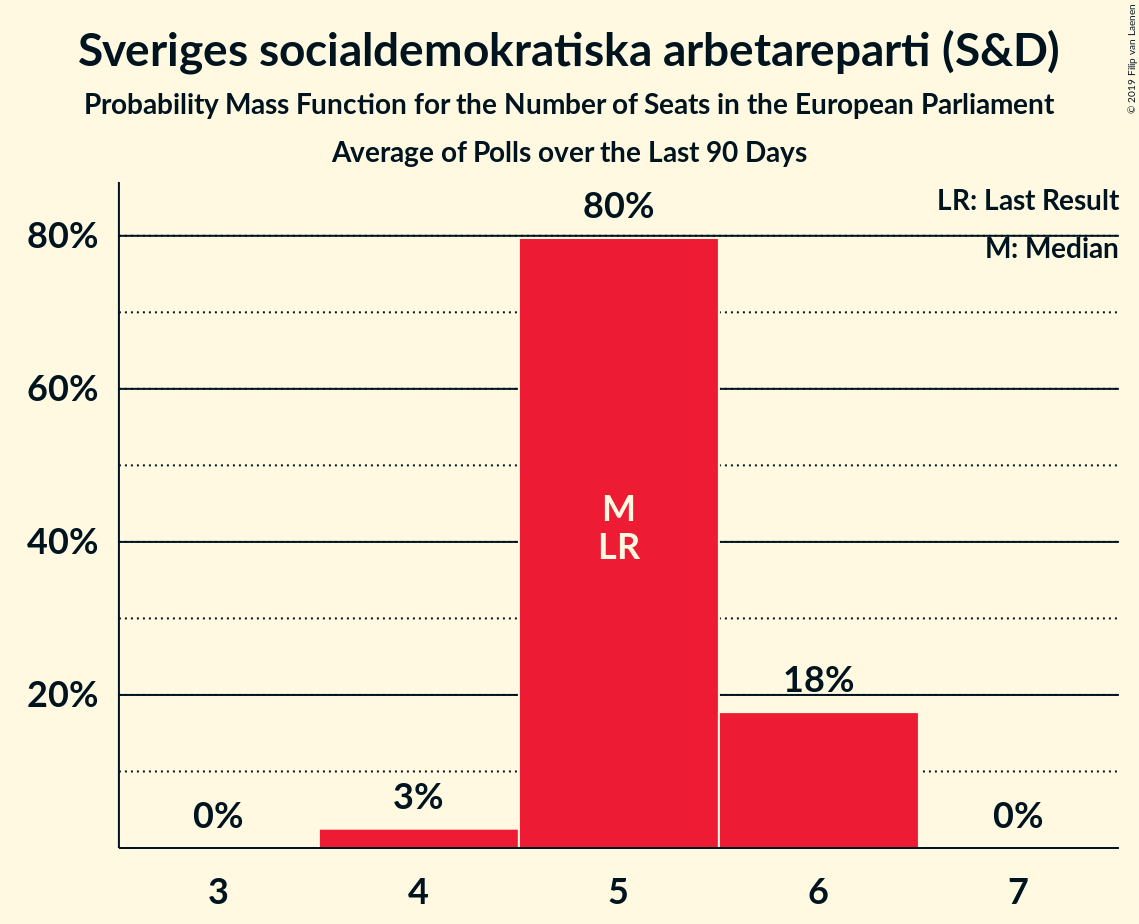 Sveriges socialdemokratiska arbetareparti (S&D)
Probability Mass Function for the Number of Seats in the European Parliament
Average of Polls over the Last 90 Days
© 2019 Filip van Laenen
LR: Last Result
M: Median
80%
60%
40%
20%
0%
3%
80%
M
LR
18%
0%
3 4 5 6 7